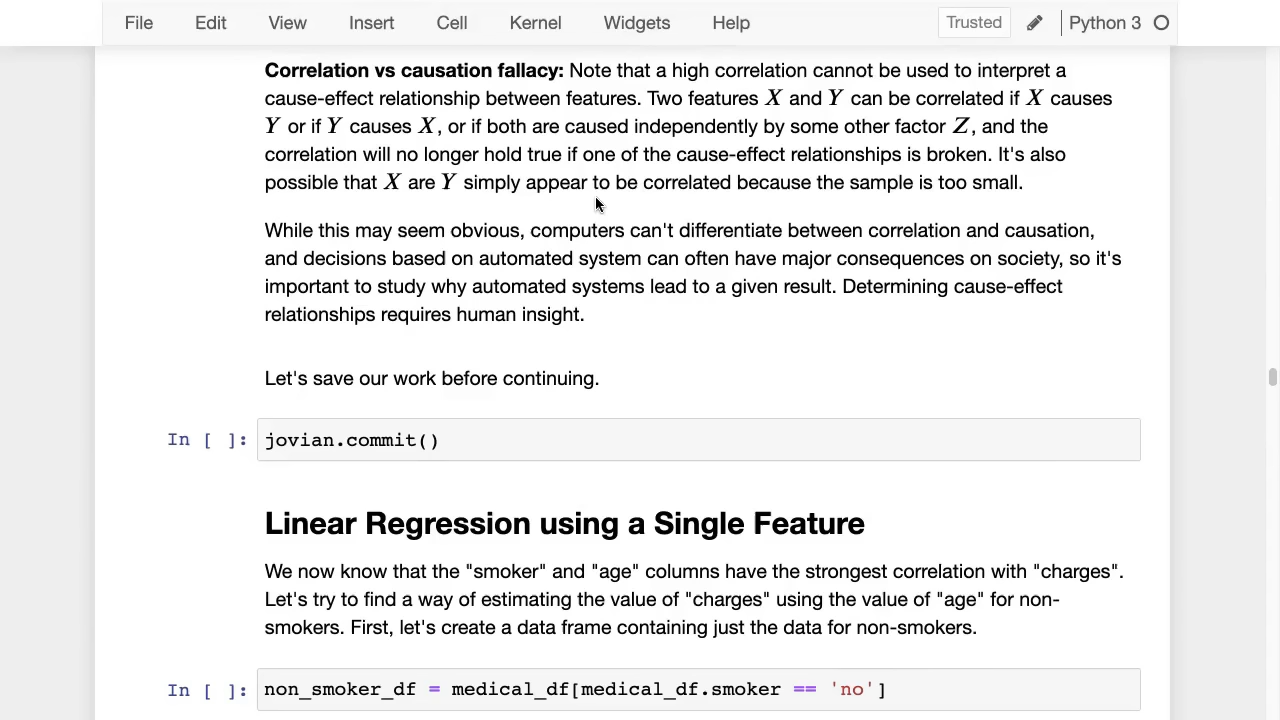 File Edit View Insert Cell Kernel Widgets Help Trusted Python 3
Correlation vs causation fallacy: Note that a high correlation cannot be used to interpret a
cause-effect relationship between features. Two features X and Y can be correlated if X causes
Y or if Y causes X, or if both are caused independently by some other factor Z, and the
correlation will no longer hold true if one of the cause-effect relationships is broken. It's also
possible that X are Y simply appear to be correlated because the sample is too small.
While this may seem obvious, computers can't differentiate between correlation and causation,
and decisions based on automated system can often have major consequences on society, so it's
important to study why automated systems lead to a given result. Determining cause-effect
relationships requires human insight.
Let's save our work before continuing.
In [ ]: jovian.commit()
Linear Regression using a Single Feature
We now know that the "smoker" and "age" columns have the strongest correlation with "charges".
Let's try to find a way of estimating the value of "charges" using the value of "age" for non-
smokers. First, let's create a data frame containing just the data for non-smokers.
In [ ]: non_smoker_df = medical_df[medical_df.smoker == 'no']